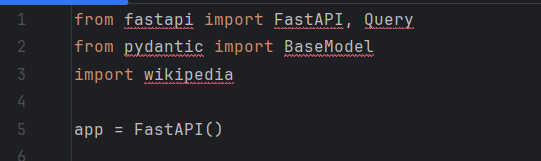 1 from fastapi import FastAPI, Query
2 from pydantic import BaseModel
3 import wikipedia
4
5 app = FastAPI()
6